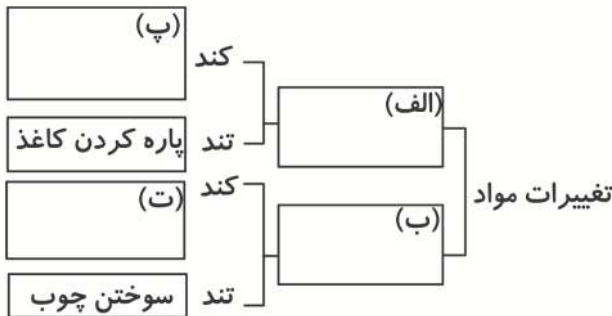 تغییرات مواد
(الف)
کند
(پ)
تند
پاره کردن کاغذ
(ب)
کند
(ت)
تند
سوختن چوب